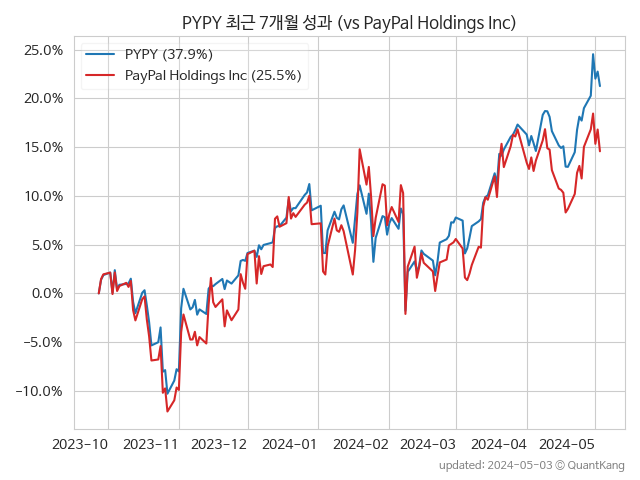 PYPY 최근 7개월 성과 (vs PayPal Holdings Inc)
PYPY (37.9%)
PayPal Holdings Inc (25.5%)
25.0%
20.0%
15.0%
10.0%
5.0%
0.0%
−5.0%
−10.0%
2023-10 2023-11 2023-12 2024-01 2024-02 2024-03 2024-04 2024-05
updated: 2024-05-03 ⓒ QuantKang